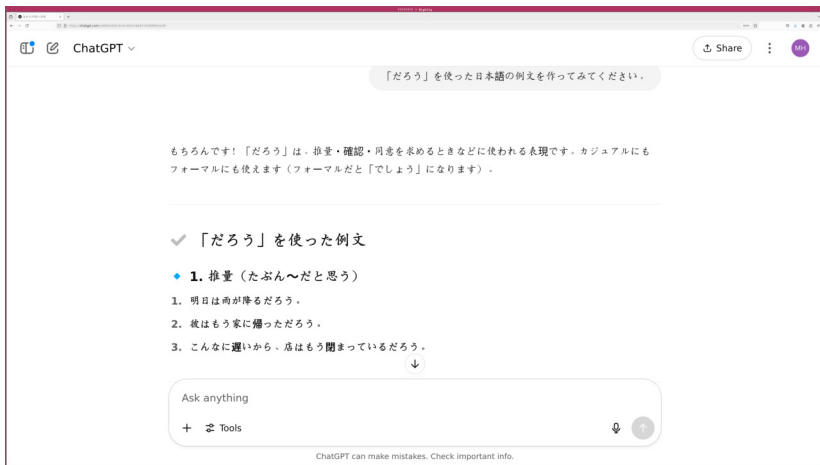 ChatGPT
Share
MH
「だろう」を使った日本語の例文を作ってみてください。
もちろんです！「だろう」は、推量・確認・同意を求めるときなどに使われる表現です。カジュアルにも
フォーマルにも使えます（フォーマルだと「でしょう」になります）。
「だろう」を使った例文
1. 推量（たぶん〜だと思う）
1. 明日は雨が降るだろう。
2. 彼はもう家に帰っただろう。
3. こんなに遅いから、店はもう閉まっているだろう。
Ask anything
Tools
ChatGPT can make mistakes. Check important info.